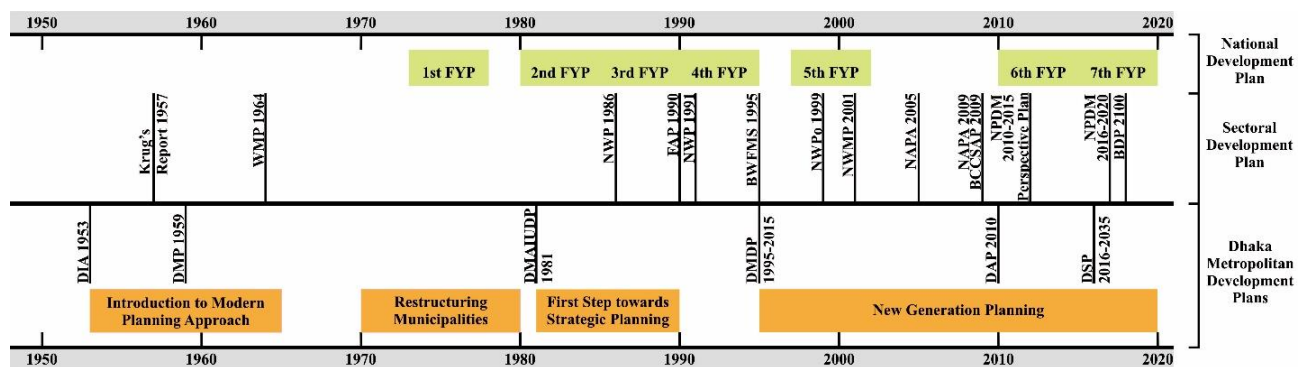 1950 1960 1970 1980 1990 2000 2010 2020
1st FYP
2nd FYP 3rd FYP 4th FYP
5th FYP
6th FYP 7th FYP
National
Development
Plan
Krug's
Report 1957
WMP 1964
NWP 1986
FAP 1990
NWP 1991
BWFMS 1995
NWPo 1999
NWMP 2001
NAPA 2005
NAPA 2009
BCCSAP 2009
NPDM
2010-2015
Perspective Plan
NPDM
2016-2020
BDP 2100
Sectoral
Development
Plan
DIA 1953
DMP 1959
DMAIUDP
1981
DMDP
1995-2015
DAP 2010
DSP
2016-2035
Dhaka
Metropolitan
Development
Plans
Introduction to Modern
Planning Approach
Restructuring
Municipalities
First Step towards
Strategic Planning
New Generation Planning
1950 1960 1970 1980 1990 2000 2010 2020